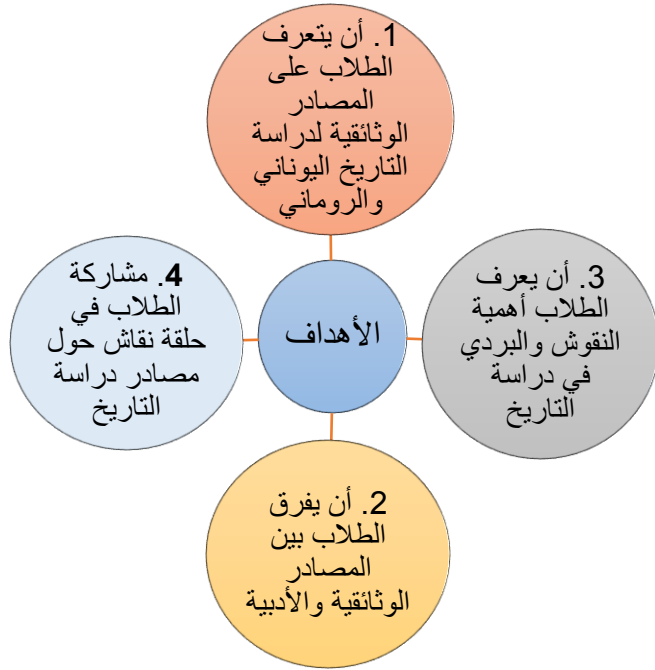 1. أن يتعرف
الطلاب على
المصادر
الوثائقية لدراسة
التاريخ اليوناني
والروماني
3. أن يعرف
الطلاب أهمية
النقوش والبردي
في دراسة
التاريخ
الأهداف
4. مشاركة
الطلاب في
حلقة نقاش حول
مصادر دراسة
التاريخ
2. أن يفرق
الطلاب بين
المصادر
الوثائقية والأدبية